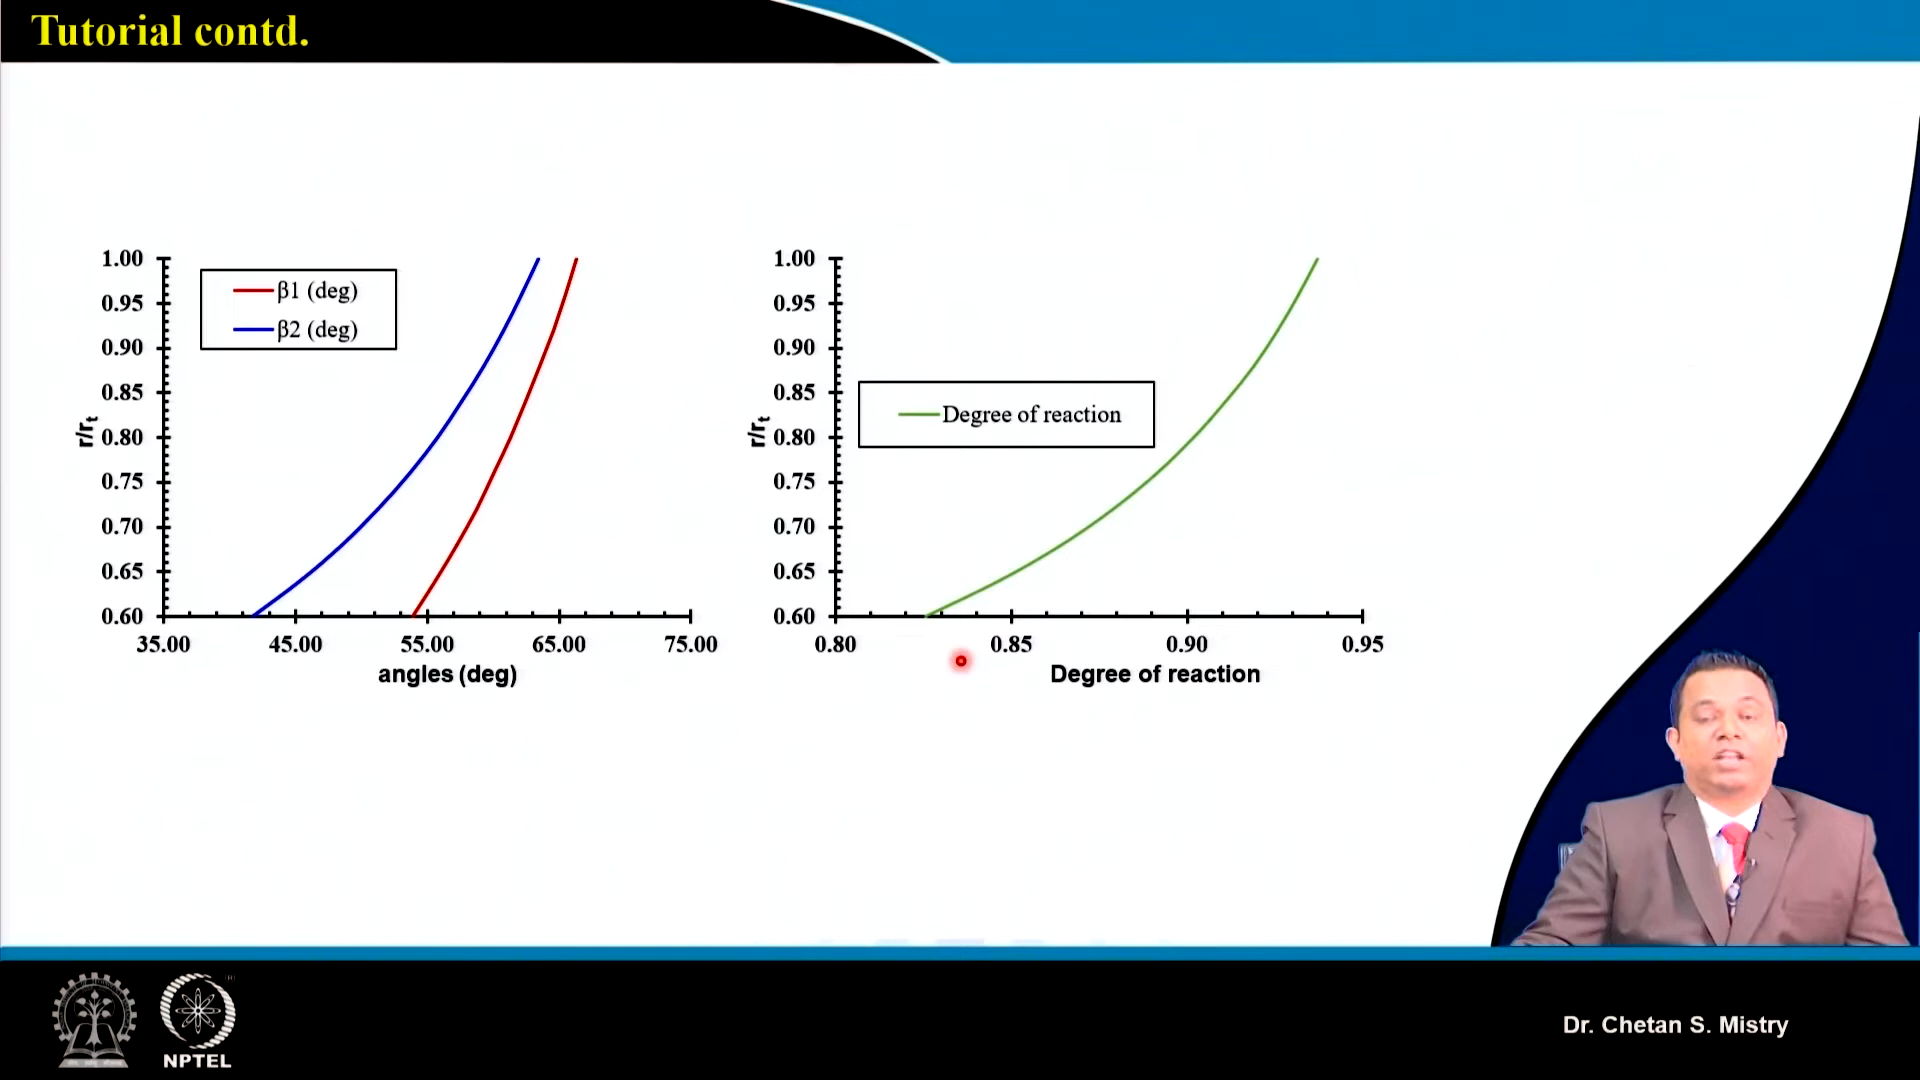 Tutorial contd.
1.00
0.95
0.90
0.85
0.80
0.75
0.70
0.65
0.60
r/rₜ
β1 (deg)
β2 (deg)
35.00 45.00 55.00 65.00 75.00
angles (deg)
1.00
0.95
0.90
0.85
0.80
0.75
0.70
0.65
0.60
r/rₜ
Degree of reaction
0.80 0.85 0.90 0.95
Degree of reaction
NPTEL
Dr. Chetan S. Mistry